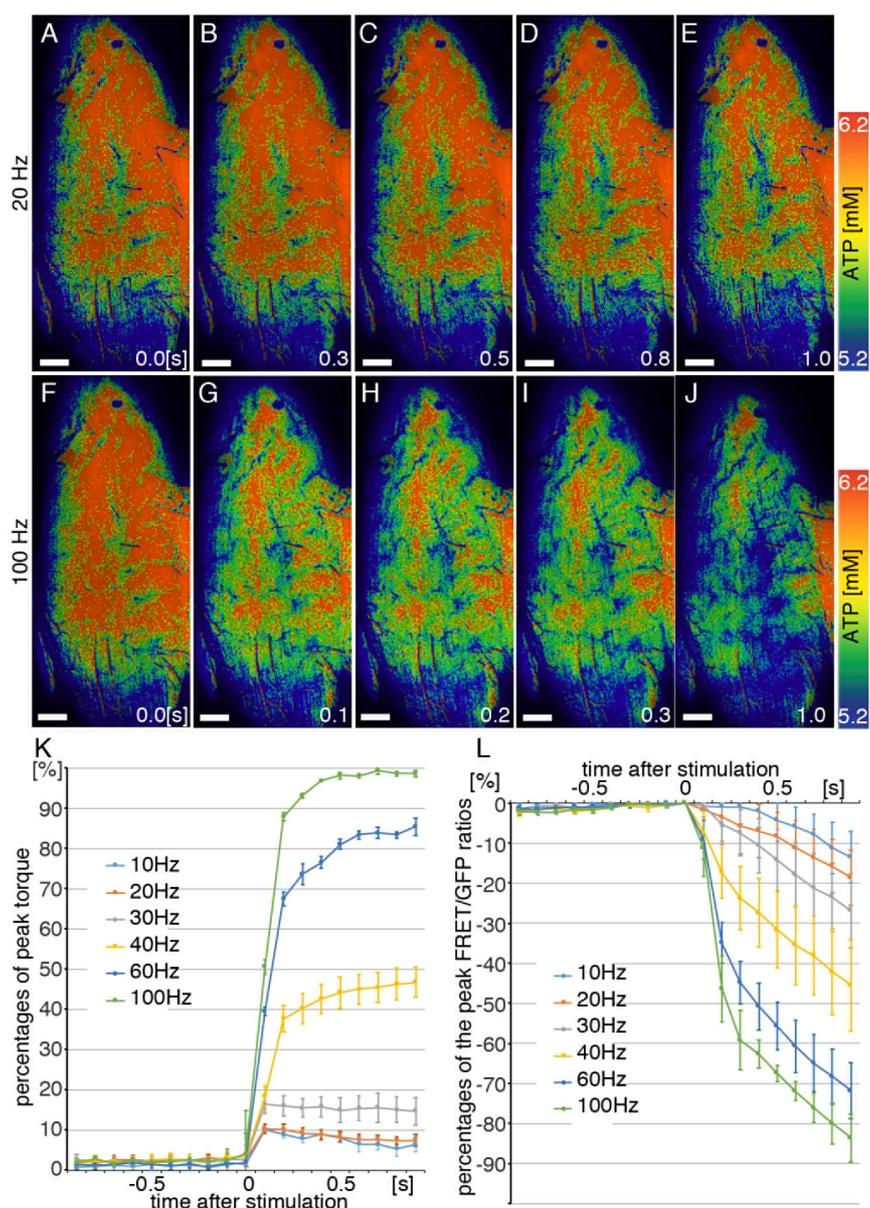 A B C D E
20 Hz
0.0[s] 0.3 0.5 0.8 1.0
6.2
ATP [mM]
5.2
F G H I J
100 Hz
0.0[s] 0.1 0.2 0.3 1.0
6.2
ATP [mM]
5.2
K
[%]
90
80
70
60
50
40
30
20
10
0
percentages of peak torque
10Hz
20Hz
30Hz
40Hz
60Hz
100Hz
-0.5 0 0.5 [s]
time after stimulation
L
time after stimulation
[%] -0.5 0 0.5 [s]
0
-10
-20
-30
-40
-50
-60
-70
-80
-90
percentages of the peak FRET/GFP ratios
10Hz
20Hz
30Hz
40Hz
60Hz
100Hz